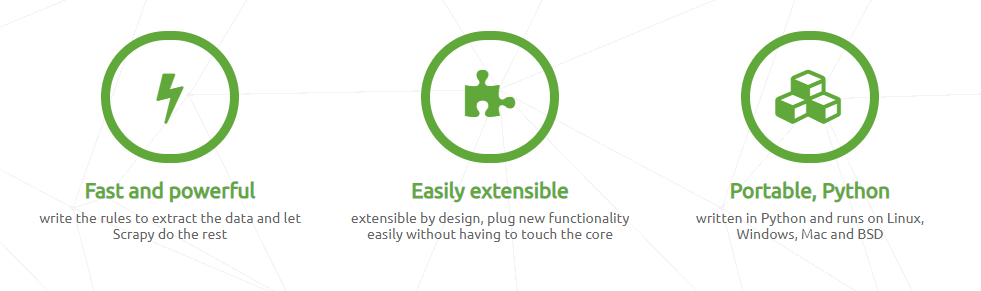 Fast and powerful
write the rules to extract the data and let
Scrapy do the rest
Easily extensible
extensible by design, plug new functionality
easily without having to touch the core
Portable, Python
written in Python and runs on Linux,
Windows, Mac and BSD